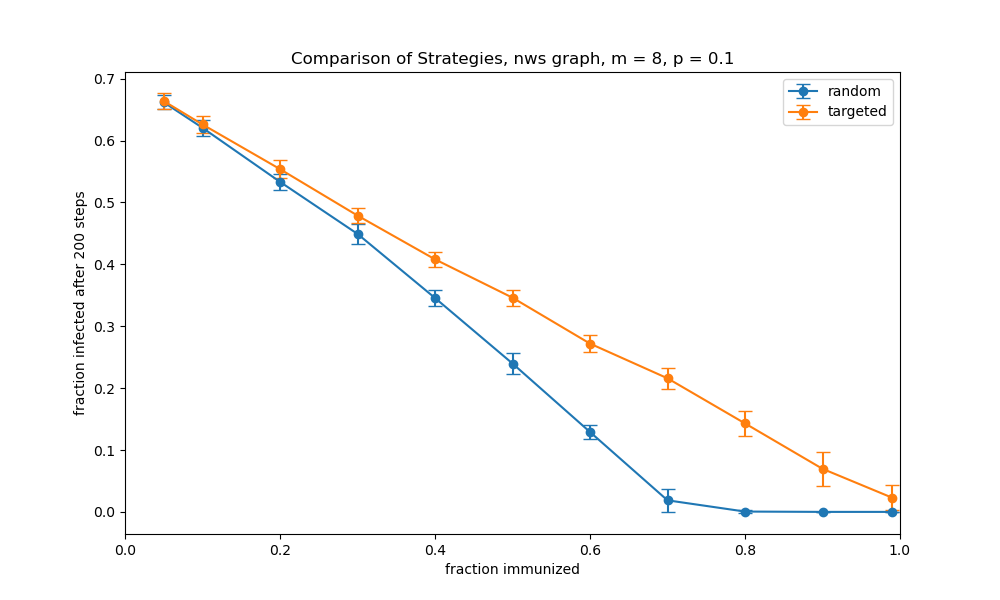 Comparison of Strategies, nws graph, m = 8, p = 0.1
random
targeted
fraction infected after 200 steps
0.7
0.6
0.5
0.4
0.3
0.2
0.1
0.0
0.0 0.2 0.4 0.6 0.8 1.0
fraction immunized